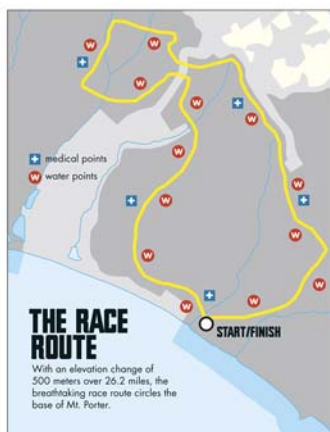 W
W
W
W
medical points
W
W
water points
W
W
W
W
W
W
W
THE RACE
ROUTE
START/FINISH
With an elevation change of
500 meters over 26.2 miles, the
breathtaking race route circles the
base of Mt. Porter.